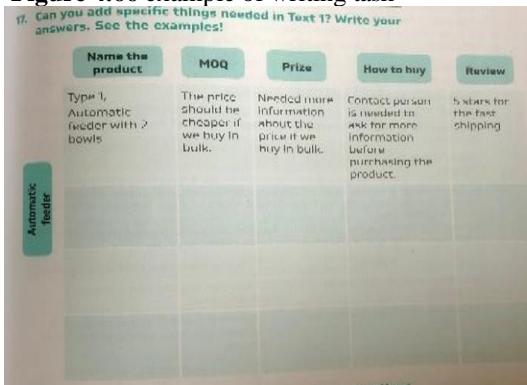 Figure 4.00 example of writing task
17. Can you add specific things needed in Text 1? Write your
answers. See the examples!
Name the
product
MOQ
Prize
How to buy
Review
Type 1,
Automatic
feeder with 2
bowls
The price
should be
cheaper if
we buy in
bulk.
Needed more
information
about the
price if we
buy in bulk.
Contact person
is needed to
ask for more
information
before
purchasing the
product.
5 stars for
the fast
shipping
Automatic
feeder